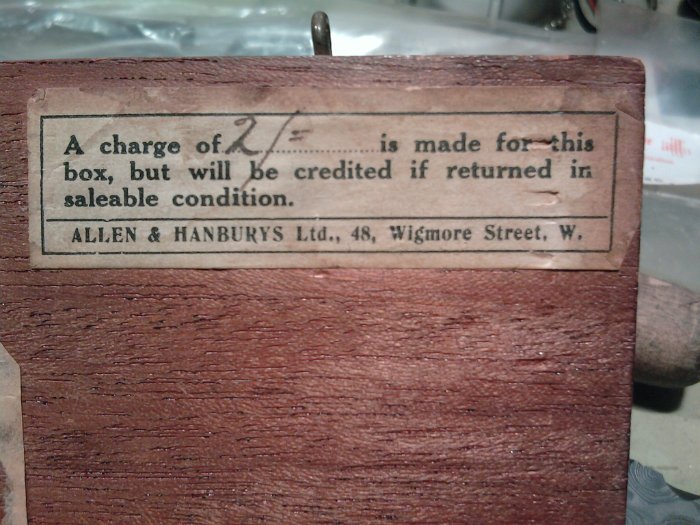 A charge of 2/= is made for this
box, but will be credited if returned in
saleable condition.
ALLEN & HANBURYS Ltd., 48, Wigmore Street, W.